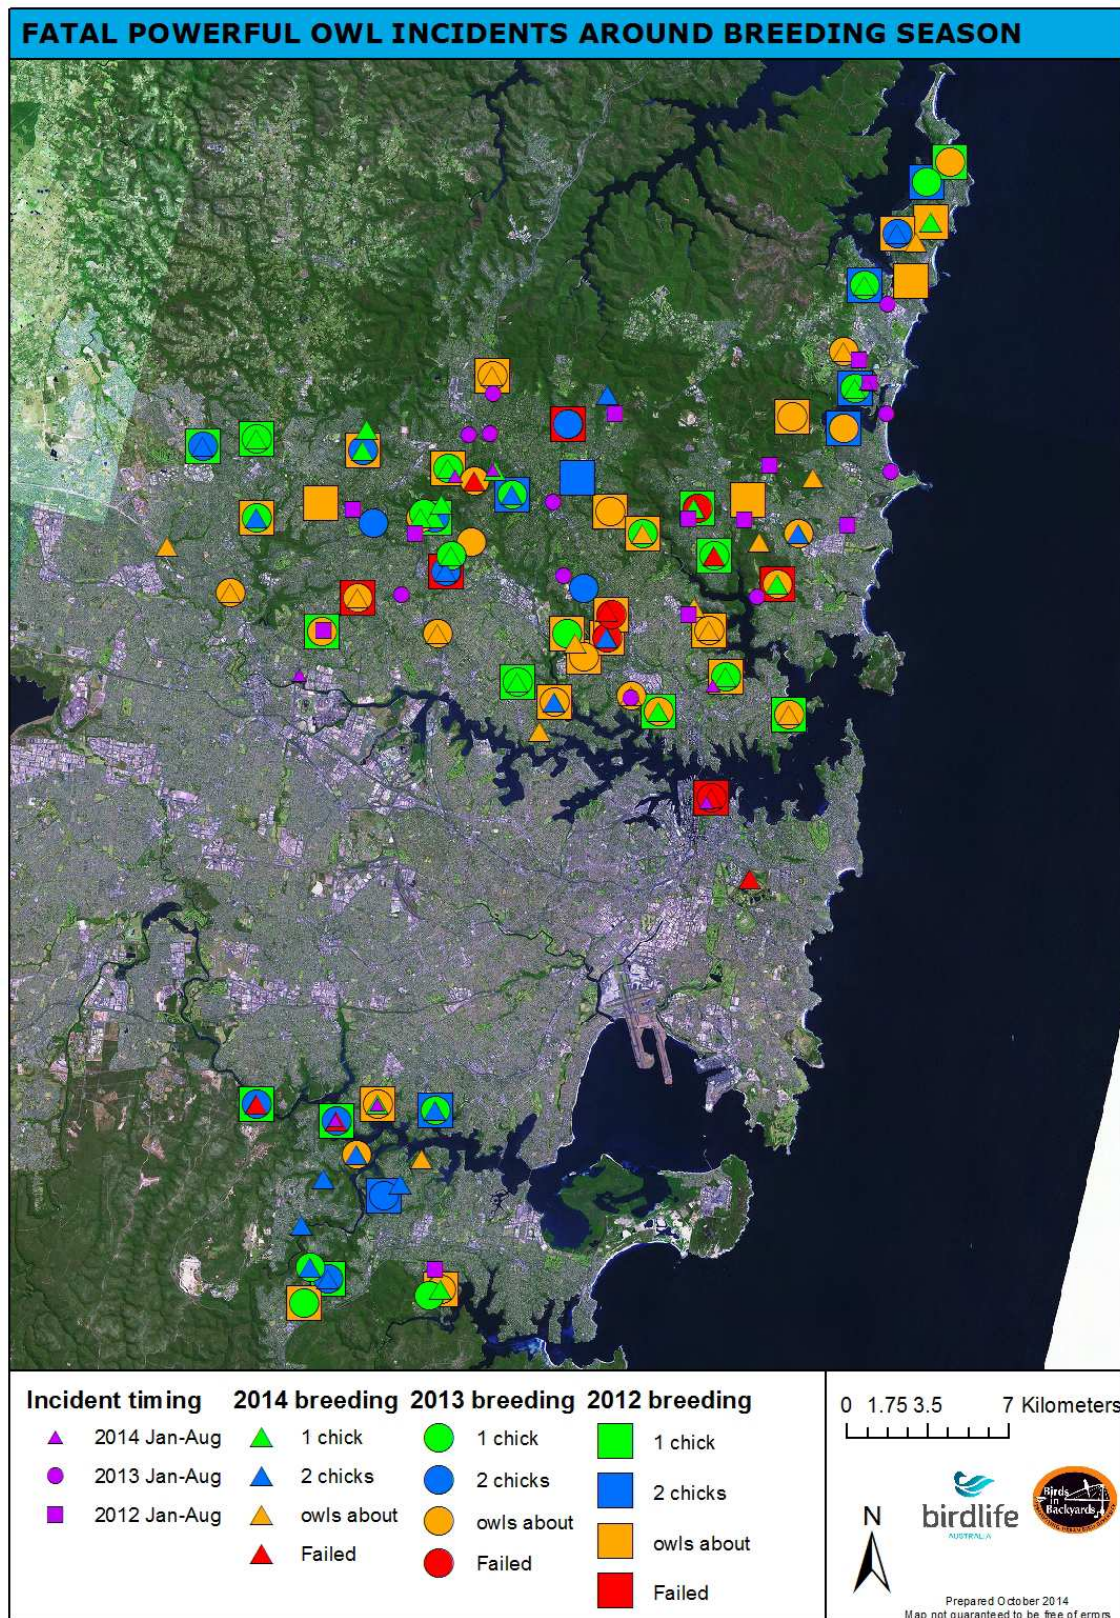 FATAL POWERFUL OWL INCIDENTS AROUND BREEDING SEASON
Incident timing
2014 Jan-Aug
2013 Jan-Aug
2012 Jan-Aug
2014 breeding
1 chick
2 chicks
owls about
Failed
2013 breeding
1 chick
2 chicks
owls about
Failed
2012 breeding
1 chick
2 chicks
owls about
Failed
0 1.75 3.5 7 Kilometers
N
birdlife
AUSTRALIA
Birds
in
Backyards
Prepared October 2014
Map not guaranteed to be free of errors